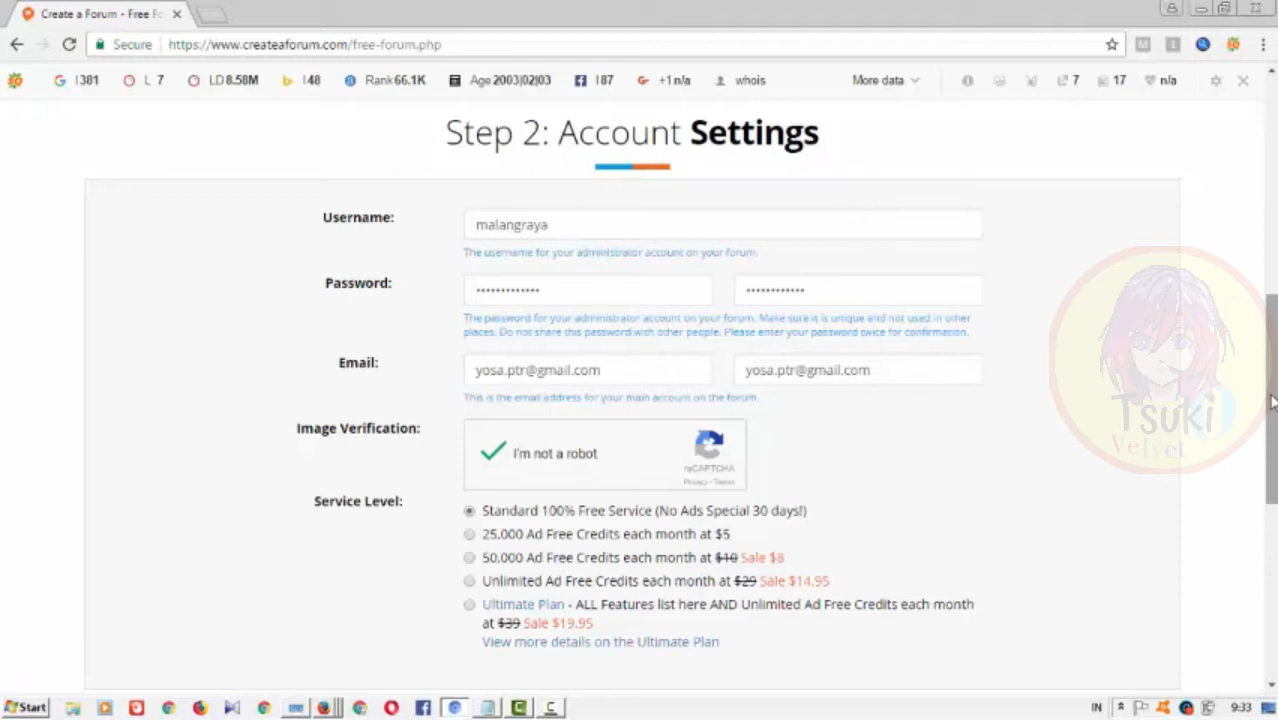 Create a Forum - Free Fo
Secure
https://www.createaforum.com/free-forum.php
381 L 7 LD 8.58M 48 Rank 66.1K Age 2003|02|03 87 +1 n/a whois More data 7 17 n/a
Step 2: Account Settings
Username:
malangraya
The username for your administrator account on your forum.
Password:
••••••••••••• ••••••••••••
The password for your administrator account on your forum. Make sure it is unique and not used in other
places. Do not share this password with other people. Please enter your password twice for confirmation.
Email:
yosa.ptr@gmail.com yosa.ptr@gmail.com
This is the email address for your main account on the forum.
Image Verification:
I'm not a robot
reCAPTCHA
Privacy - Terms
Service Level:
Standard 100% Free Service (No Ads Special 30 days!)
25,000 Ad Free Credits each month at $5
50,000 Ad Free Credits each month at $10 Sale $8
Unlimited Ad Free Credits each month at $29 Sale $14.95
Ultimate Plan - ALL Features list here AND Unlimited Ad Free Credits each month
at $39 Sale $19.95
View more details on the Ultimate Plan
Tsuki
Velvet
Start
IN
9:33